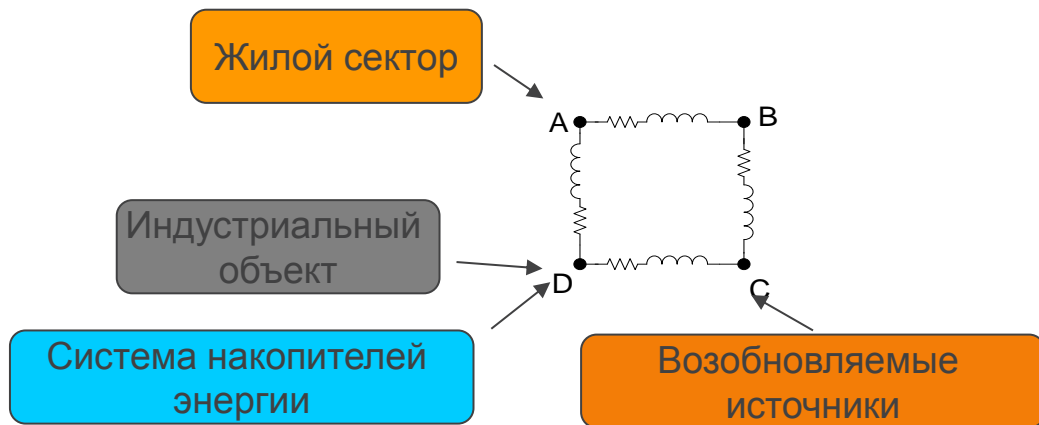 Жилой сектор
A
B
Индустриальный
объект
D
C
Система накопителей
энергии
Возобновляемые
источники